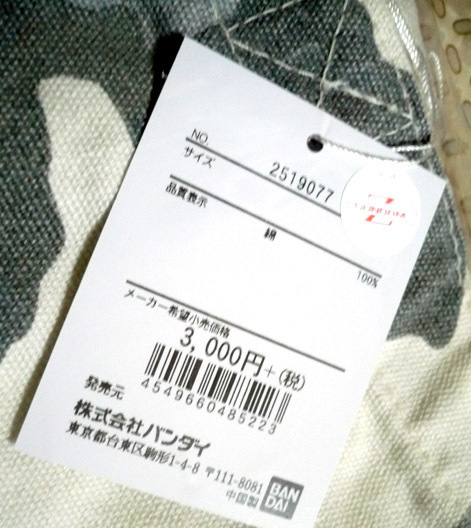 NO.
2519077
サイズ
品質表示
綿 100%
メーカー希望小売価格
3,000円+(税)
4549660485223
発売元
株式会社バンダイ
東京都台東区駒形1-4-8 〒111-8081
中国製
BAN
DAI